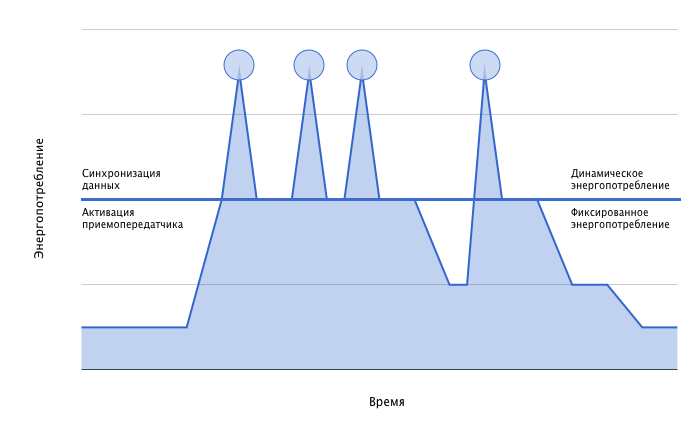 Энергопотребление
Синхронизация
данных
Динамическое
энергопотребление
Активация
приемопередатчика
Фиксированное
энергопотребление
Время